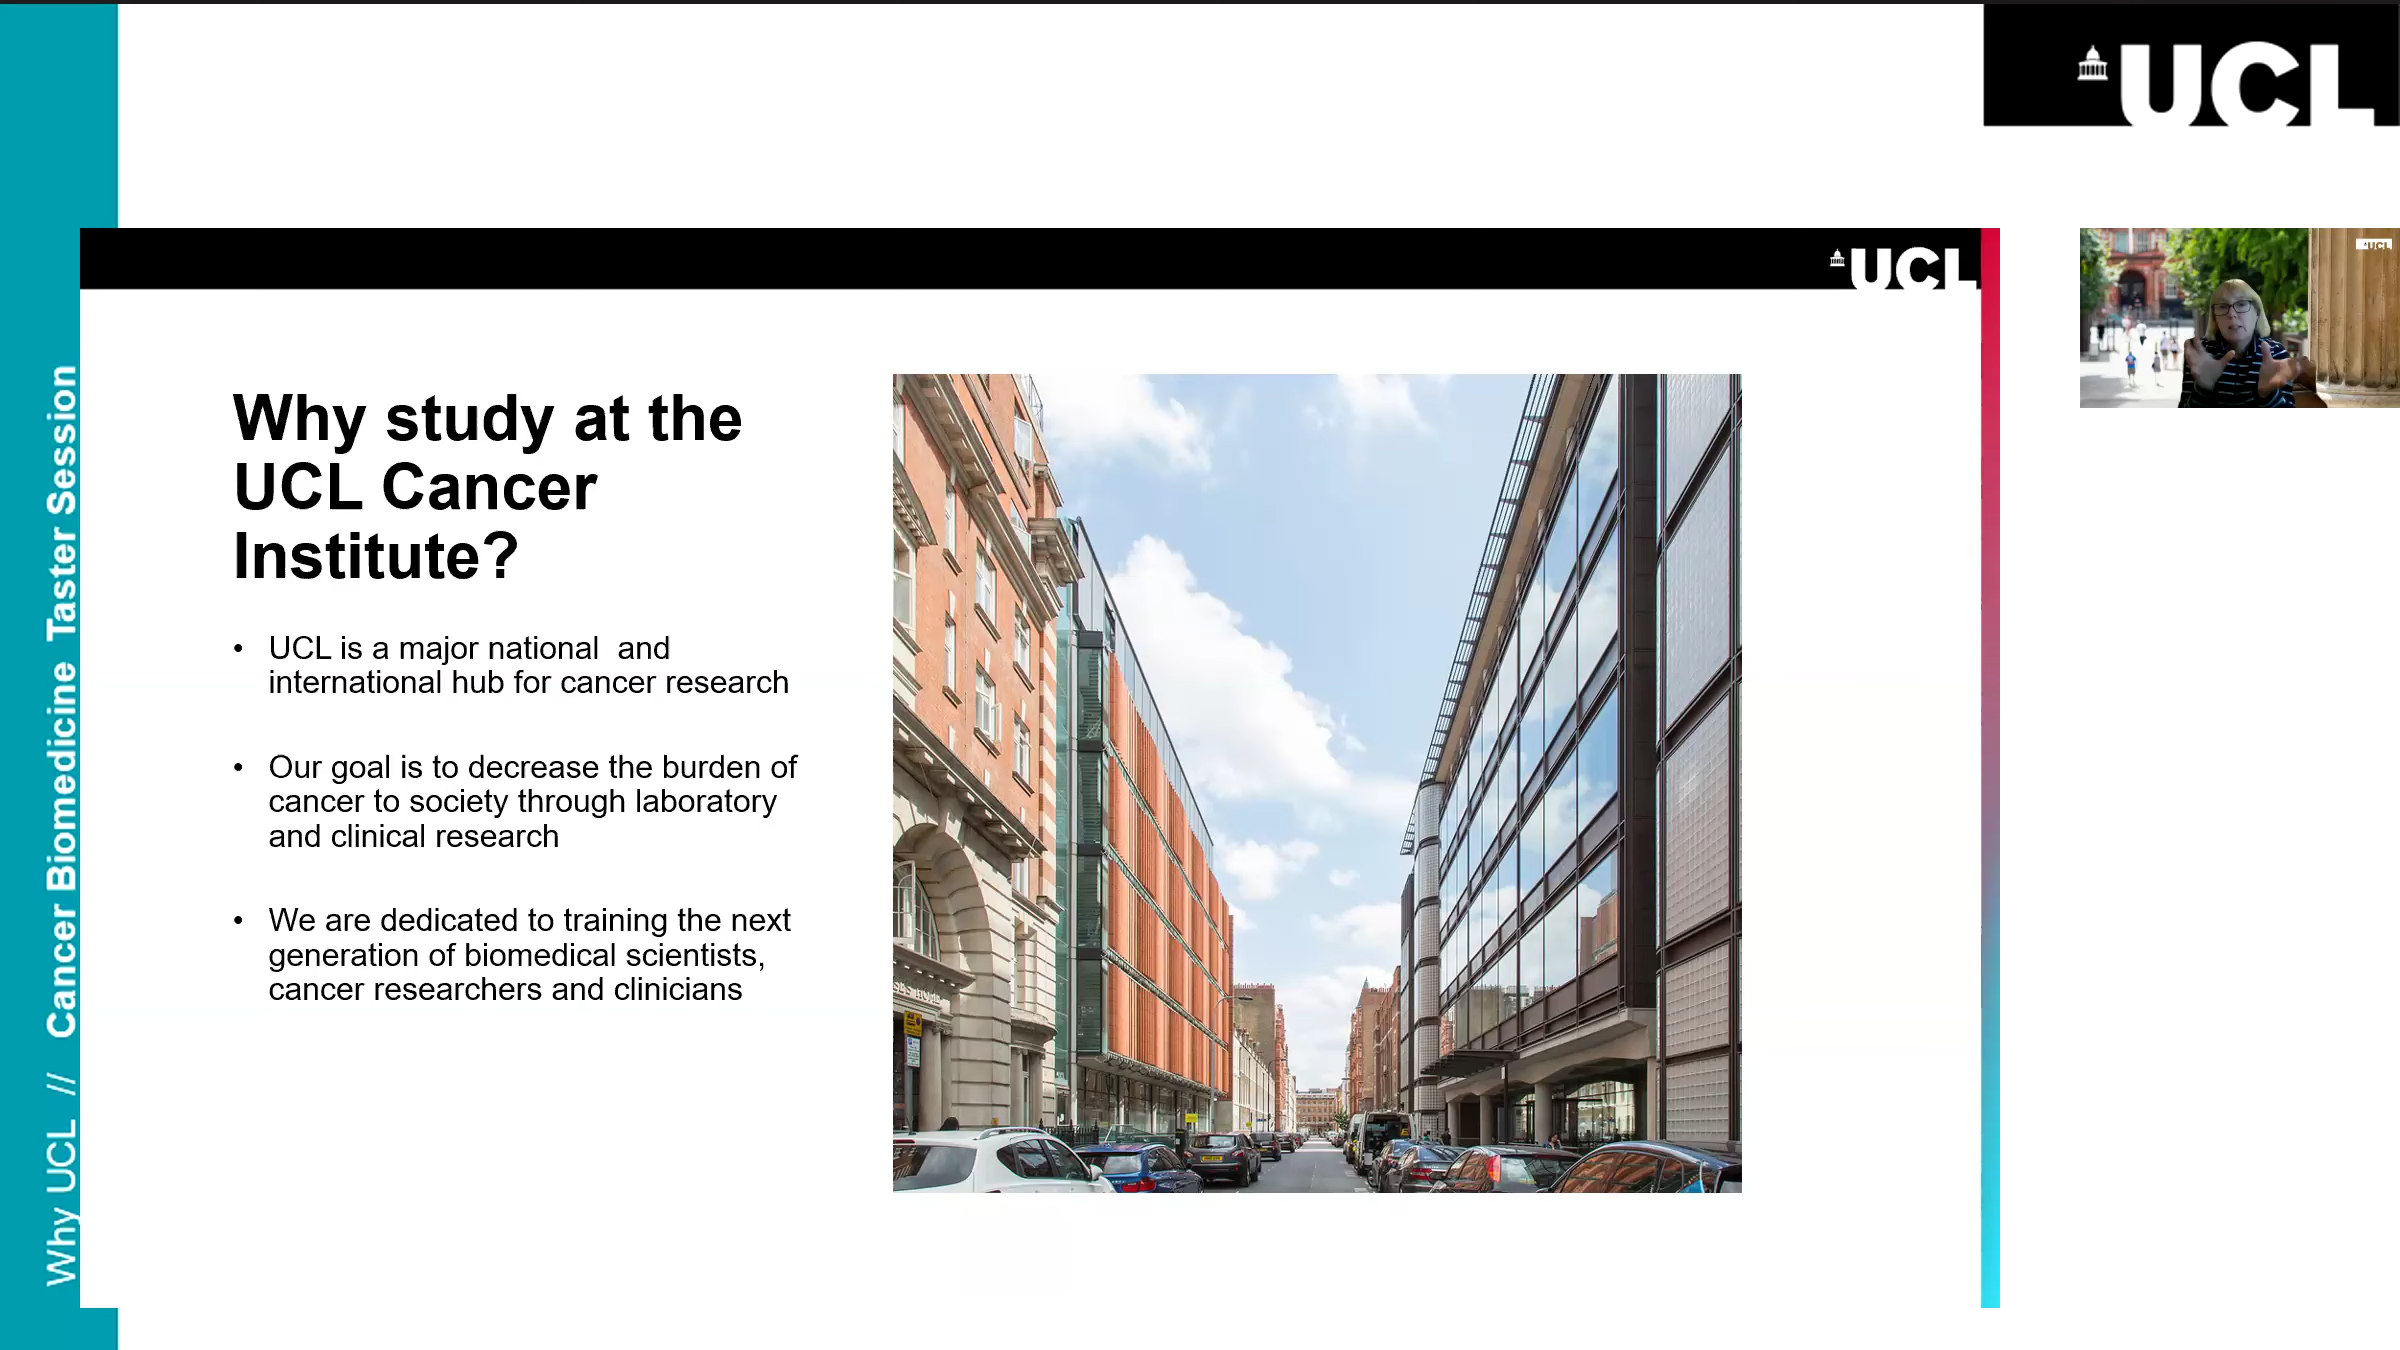 UCL
UCL
UCL
Why UCL // Cancer Biomedicine Taster Session
Why study at the
UCL Cancer
Institute?
• UCL is a major national and
international hub for cancer research
• Our goal is to decrease the burden of
cancer to society through laboratory
and clinical research
• We are dedicated to training the next
generation of biomedical scientists,
cancer researchers and clinicians